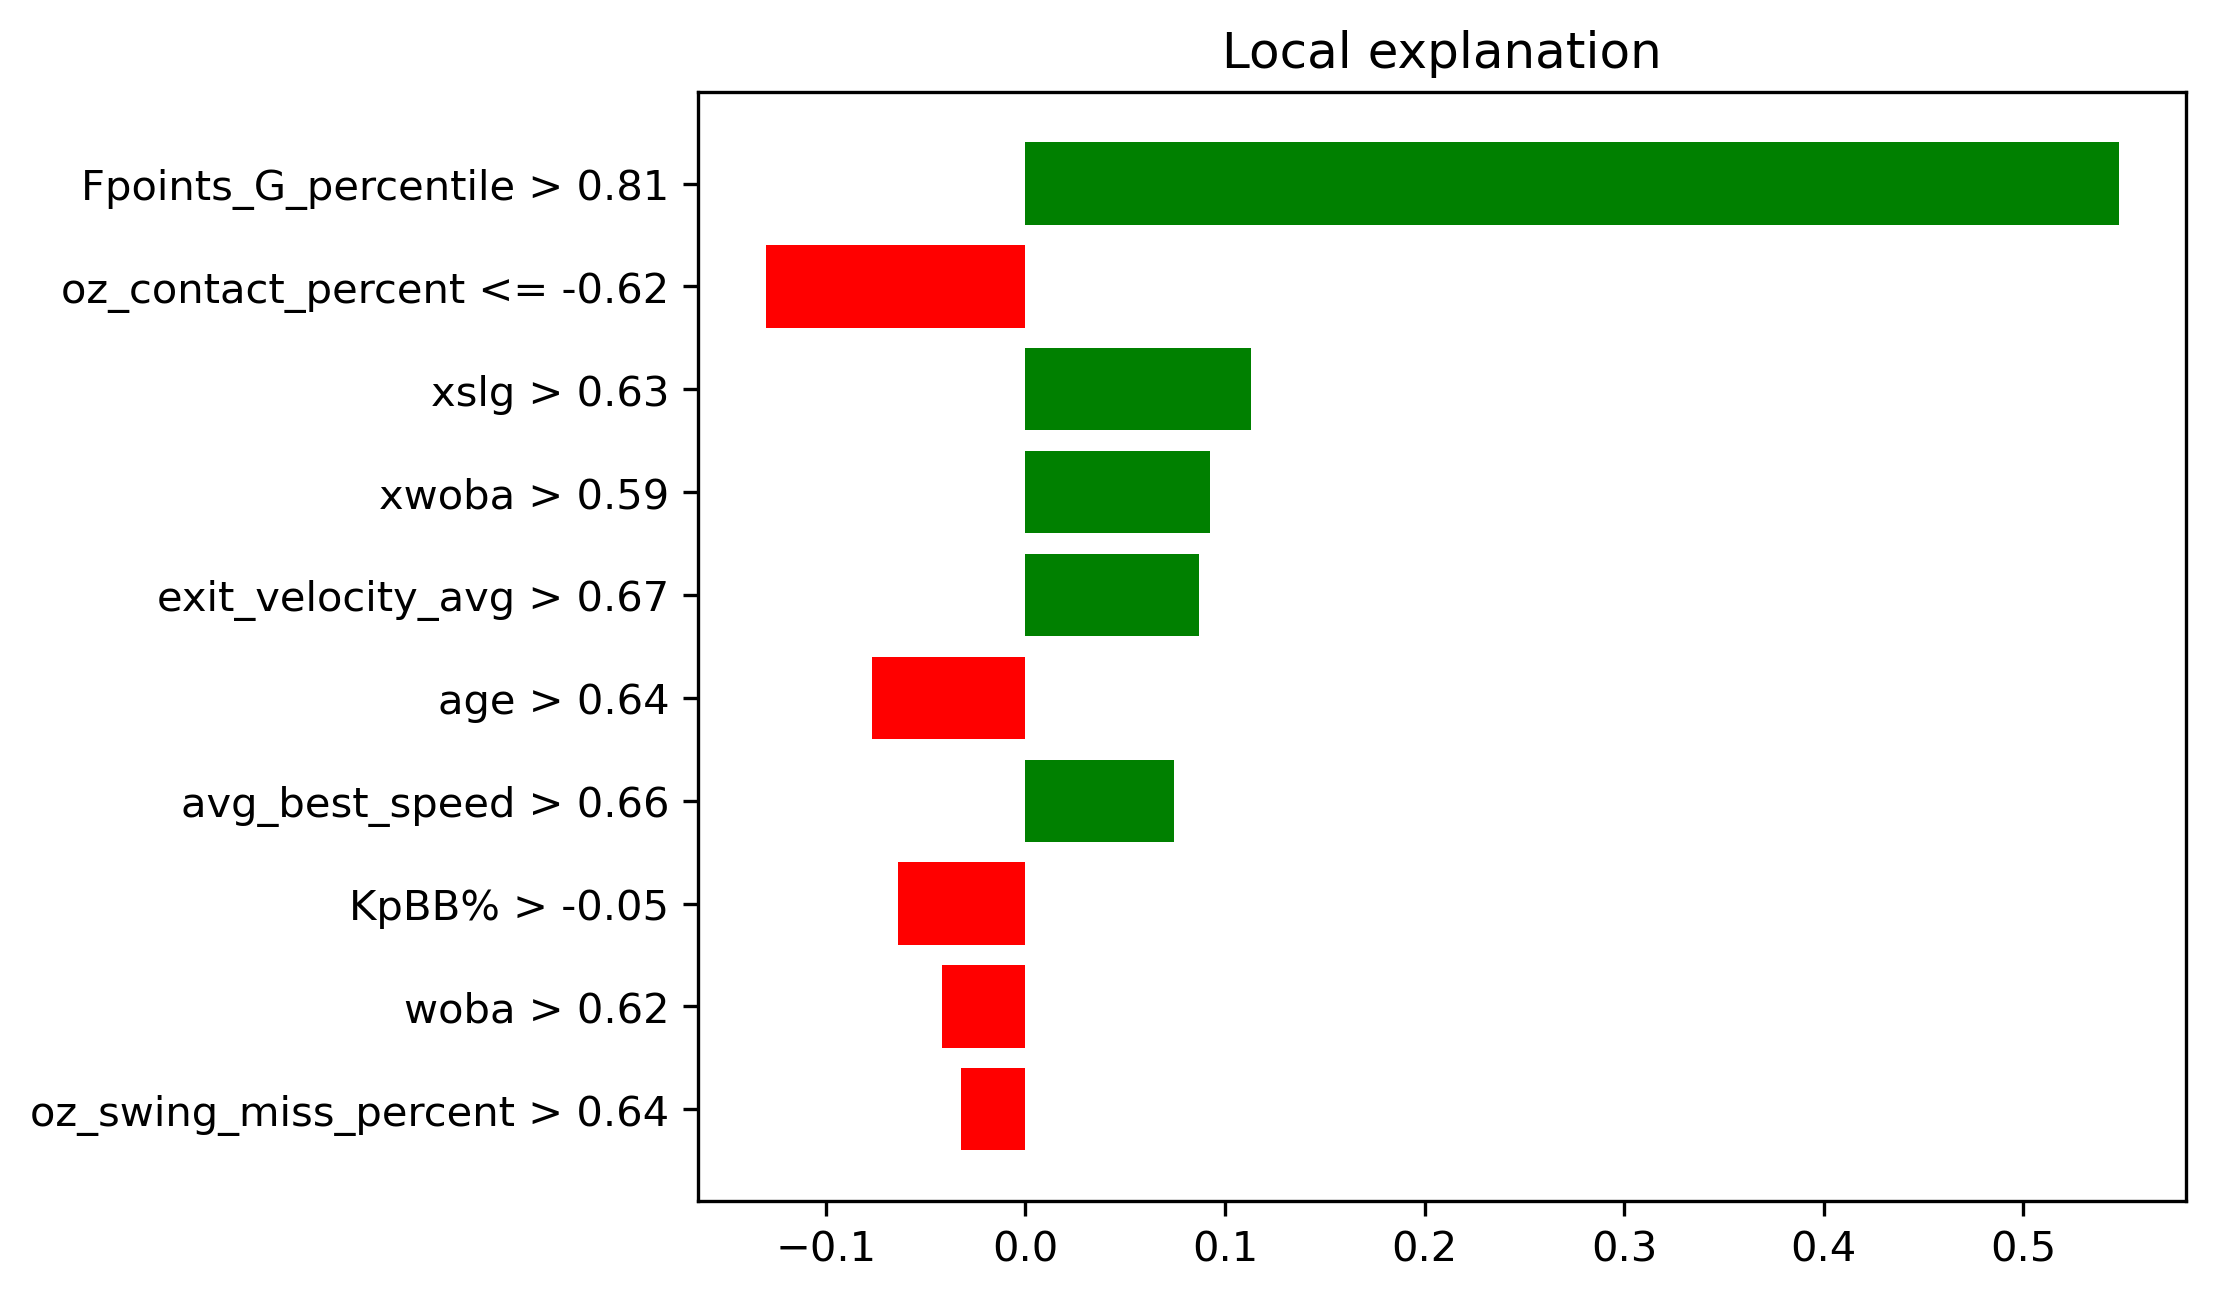 Local explanation
Fpoints_G_percentile > 0.81
oz_contact_percent <= -0.62
xslg > 0.63
xwoba > 0.59
exit_velocity_avg > 0.67
age > 0.64
avg_best_speed > 0.66
KpBB% > -0.05
woba > 0.62
oz_swing_miss_percent > 0.64
−0.1 0.0 0.1 0.2 0.3 0.4 0.5